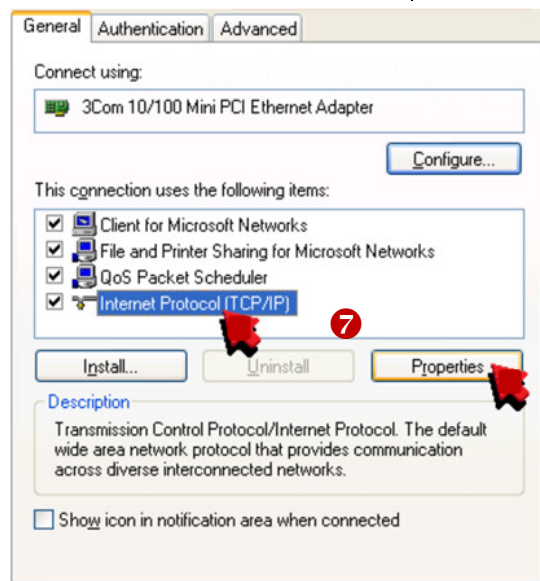 General Authentication Advanced
Connect using:
3Com 10/100 Mini PCI Ethernet Adapter
Configure...
This connection uses the following items:
Client for Microsoft Networks
File and Printer Sharing for Microsoft Networks
QoS Packet Scheduler
Internet Protocol (TCP/IP)
7
Install... Uninstall Properties
Description
Transmission Control Protocol/Internet Protocol. The default
wide area network protocol that provides communication
across diverse interconnected networks.
Show icon in notification area when connected